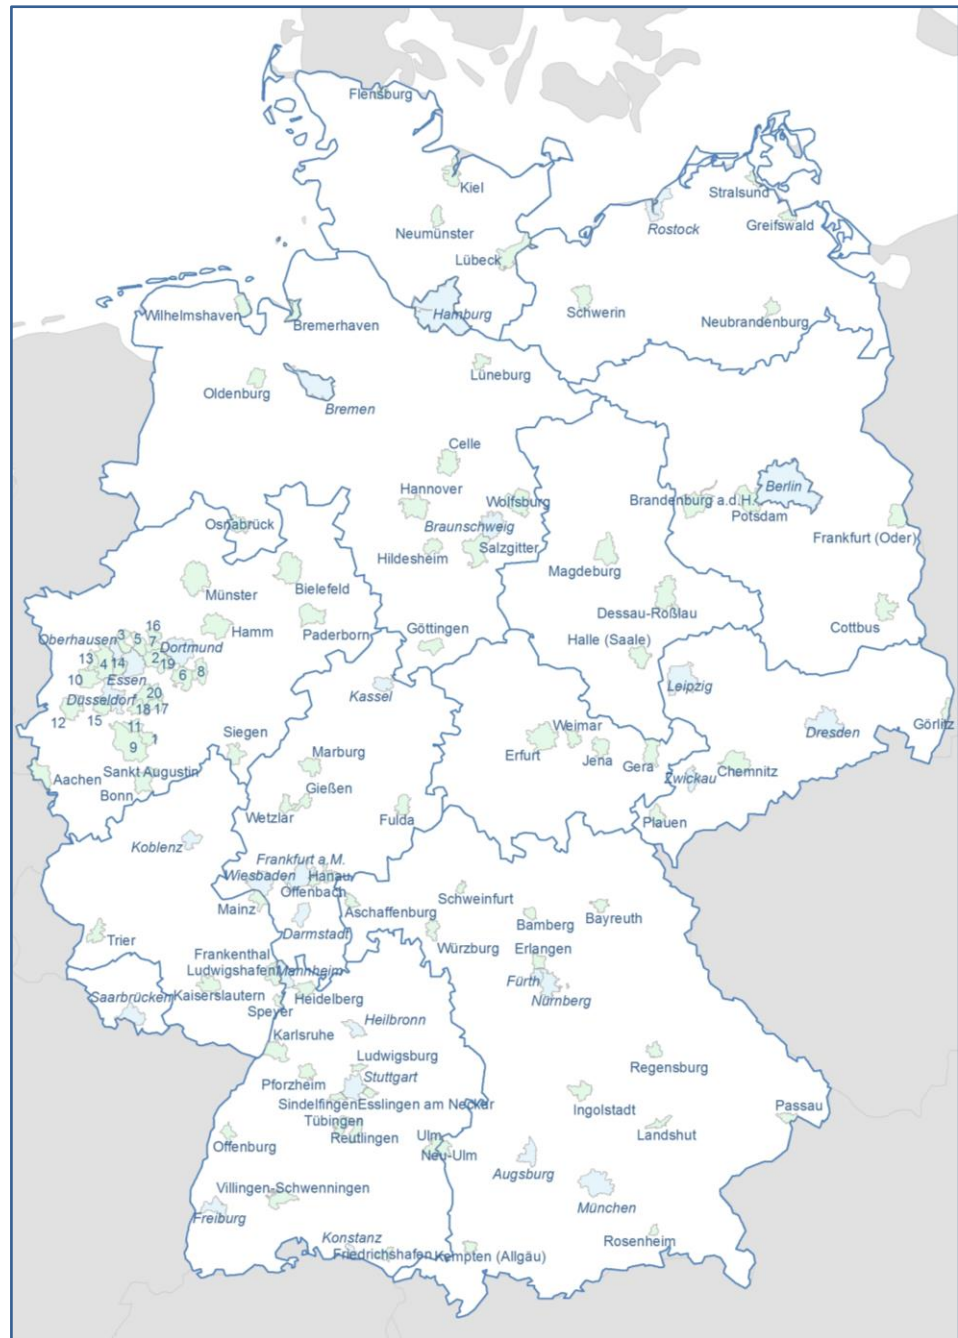 Flensburg
Kiel
Stralsund
Neumünster
Rostock
Greifswald
Lübeck
Wilhelmshaven
Bremerhaven
Hamburg
Schwerin
Neubrandenburg
Oldenburg
Lüneburg
Bremen
Celle
Hannover
Wolfsburg
Brandenburg a.d.H.
Berlin
Potsdam
Osnabrück
Braunschweig
Salzgitter
Hildesheim
Frankfurt (Oder)
Magdeburg
Münster
Bielefeld
Dessau-Roßlau
Hamm
Paderborn
Göttingen
Halle (Saale)
Cottbus
Oberhausen
3
5
16
7
Dortmund
13
4
14
2
19
10
Essen
6
8
Düsseldorf
20
12
15
18
17
11
1
9
Kassel
Leipzig
Dresden
Görlitz
Siegen
Marburg
Erfurt
Weimar
Jena
Gera
Zwickau
Chemnitz
Aachen
Sankt Augustin
Bonn
Gießen
Wetzlar
Fulda
Plauen
Koblenz
Frankfurt a.M.
Wiesbaden
Hanau
Offenbach
Mainz
Aschaffenburg
Schweinfurt
Bamberg
Bayreuth
Darmstadt
Trier
Würzburg
Erlangen
Frankenthal
Ludwigshafen
Mannheim
Fürth
Nürnberg
Saarbrücken
Kaiserslautern
Heidelberg
Speyer
Heilbronn
Karlsruhe
Ludwigsburg
Regensburg
Pforzheim
Stuttgart
Sindelfingen
Esslingen am Neckar
Ingolstadt
Passau
Tübingen
Reutlingen
Ulm
Landshut
Offenburg
Neu-Ulm
Augsburg
Villingen-Schwenningen
München
Freiburg
Konstanz
Rosenheim
Friedrichshafen
Kempten (Allgäu)